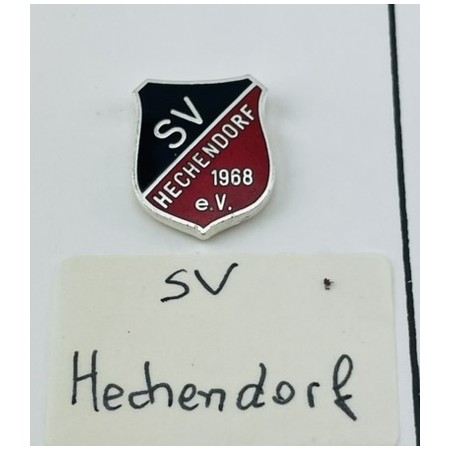 SV
HECHENDORF
1968
e.V.
SV
Hechendorf